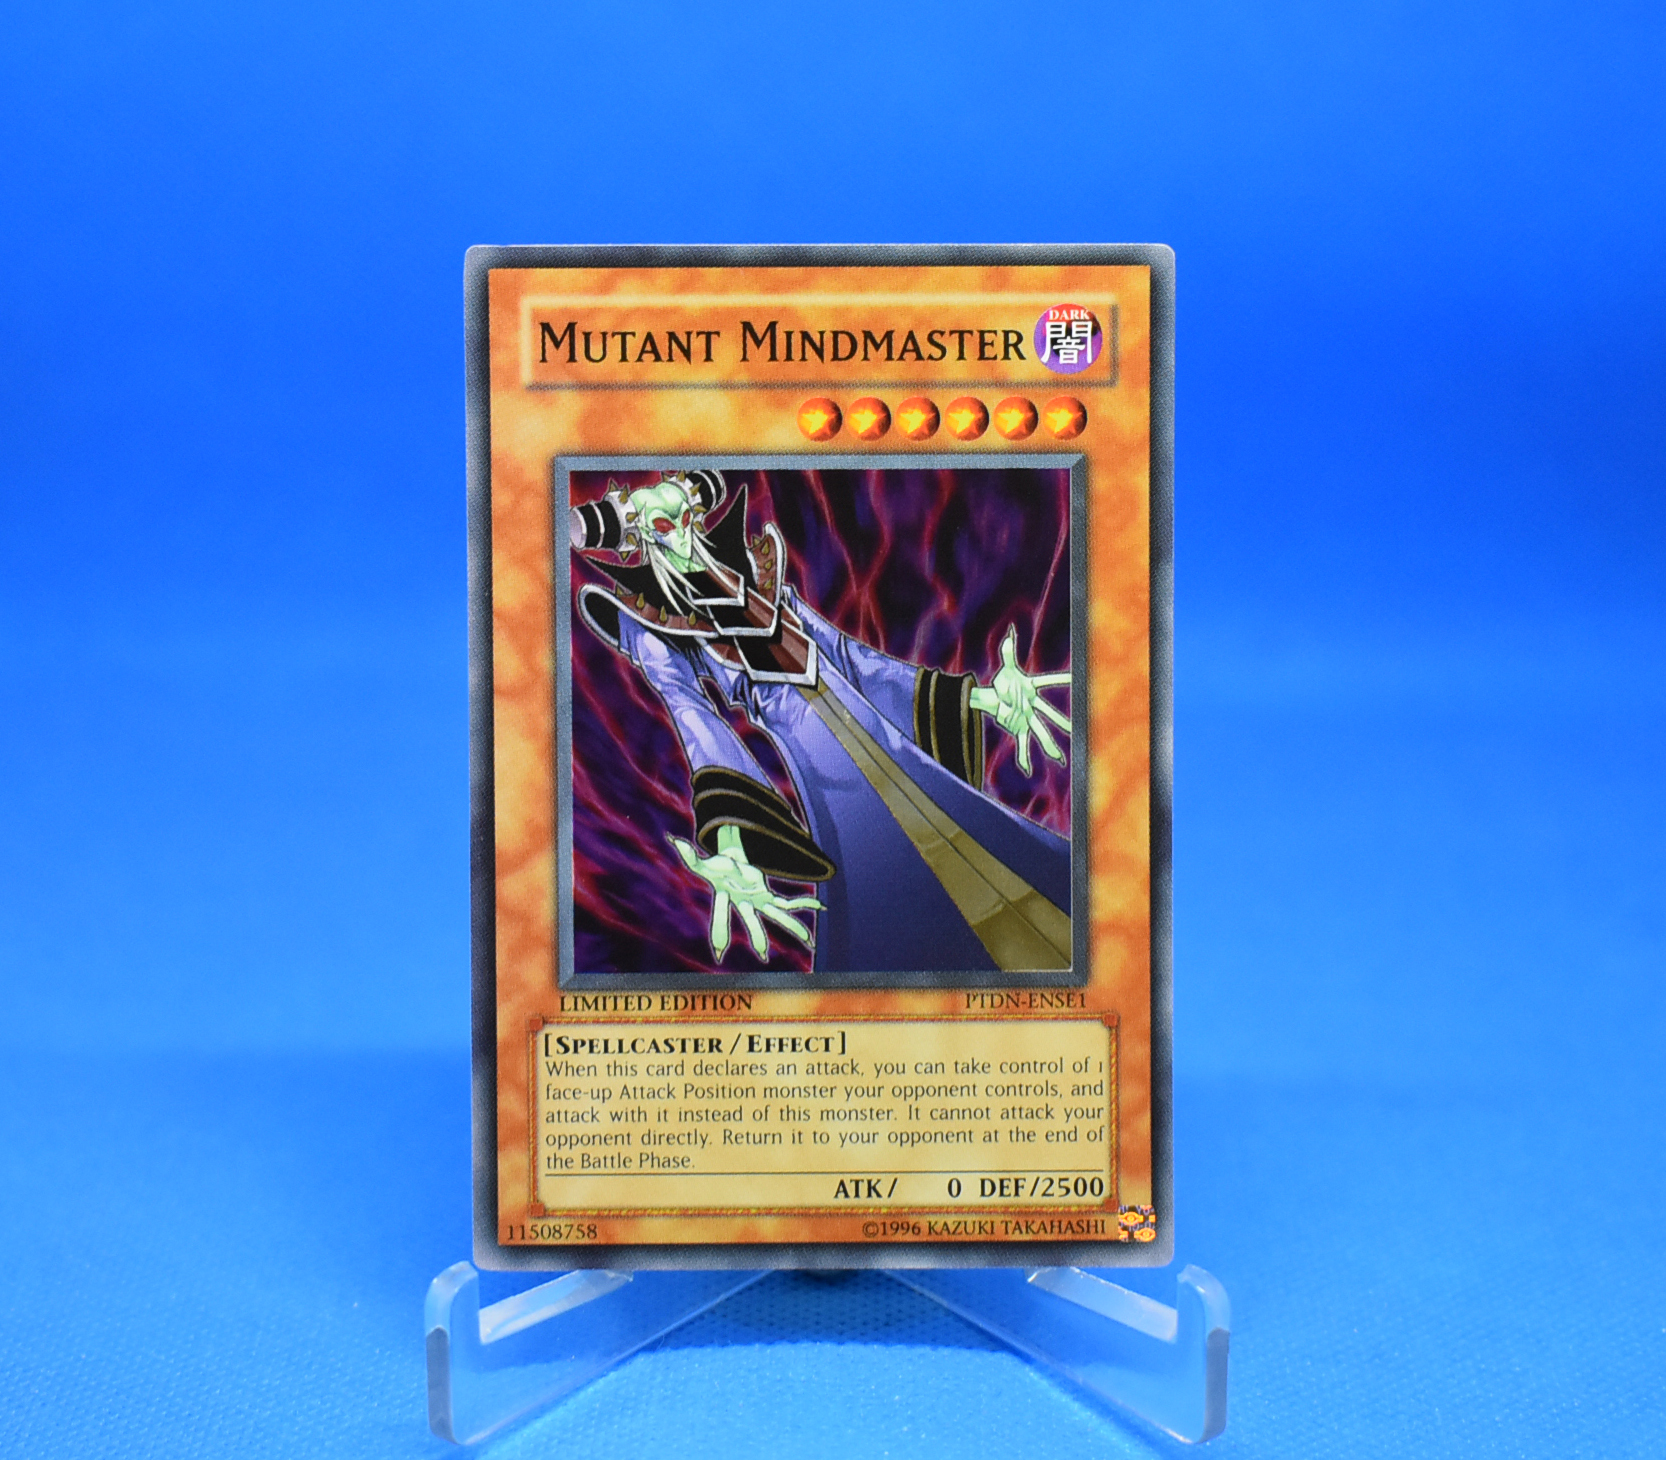 MUTANT MINDMASTER
DARK
闇
LIMITED EDITION PTDN-ENSE1
[SPELLCASTER / EFFECT]
When this card declares an attack, you can take control of 1
face-up Attack Position monster your opponent controls, and
attack with it instead of this monster. It cannot attack your
opponent directly. Return it to your opponent at the end of
the Battle Phase.
ATK/ 0 DEF/2500
11508758 ©1996 KAZUKI TAKAHASHI